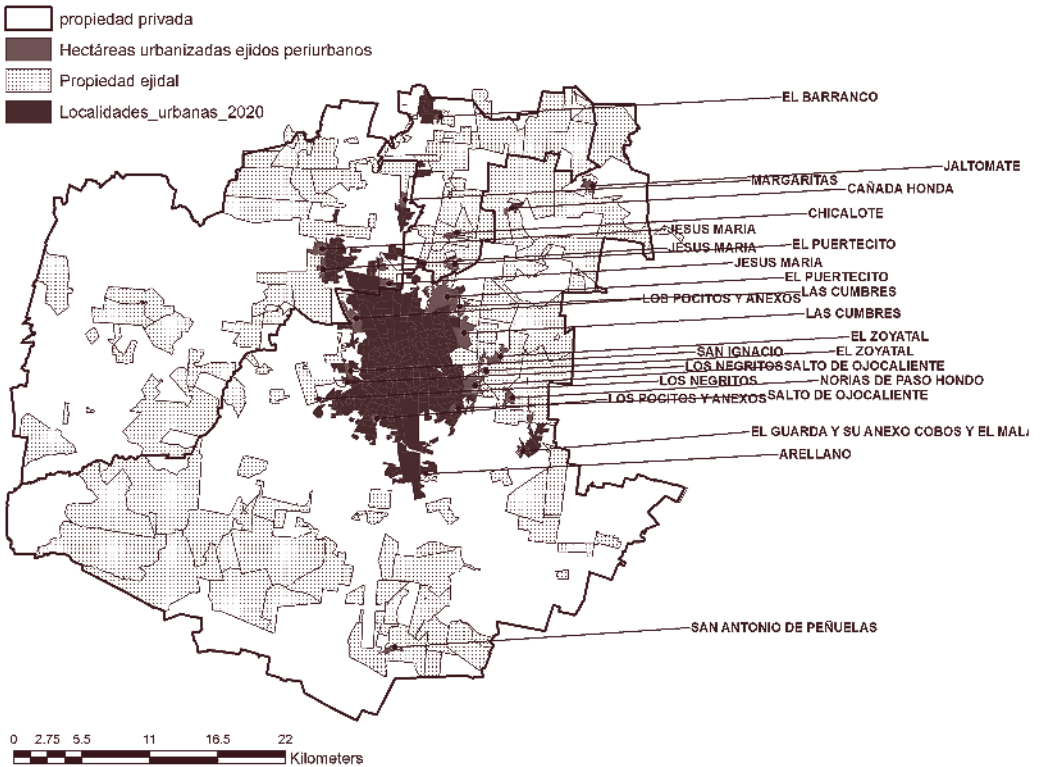 propiedad privada
Hectáreas urbanizadas ejidos periurbanos
Propiedad ejidal
Localidades_urbanas_2020
EL BARRANCO
JALTOMATE
MARGARITAS
CAÑADA HONDA
CHICALOTE
JESUS MARIA
JESUS MARIA
EL PUERTECITO
JESUS MARIA
EL PUERTECITO
LOS POCITOS Y ANEXOS
LAS CUMBRES
LAS CUMBRES
EL ZOYATAL
SAN IGNACIO
EL ZOYATAL
LOS NEGRITOS
SALTO DE OJOCALIENTE
LOS NEGRITOS
NORIAS DE PASO HONDO
LOS POCITOS Y ANEXOS
SALTO DE OJOCALIENTE
EL GUARDA Y SU ANEXO COBOS Y EL MAL
ARELLANO
SAN ANTONIO DE PEÑUELAS
0 2.75 5.5 11 16.5 22
Kilometers